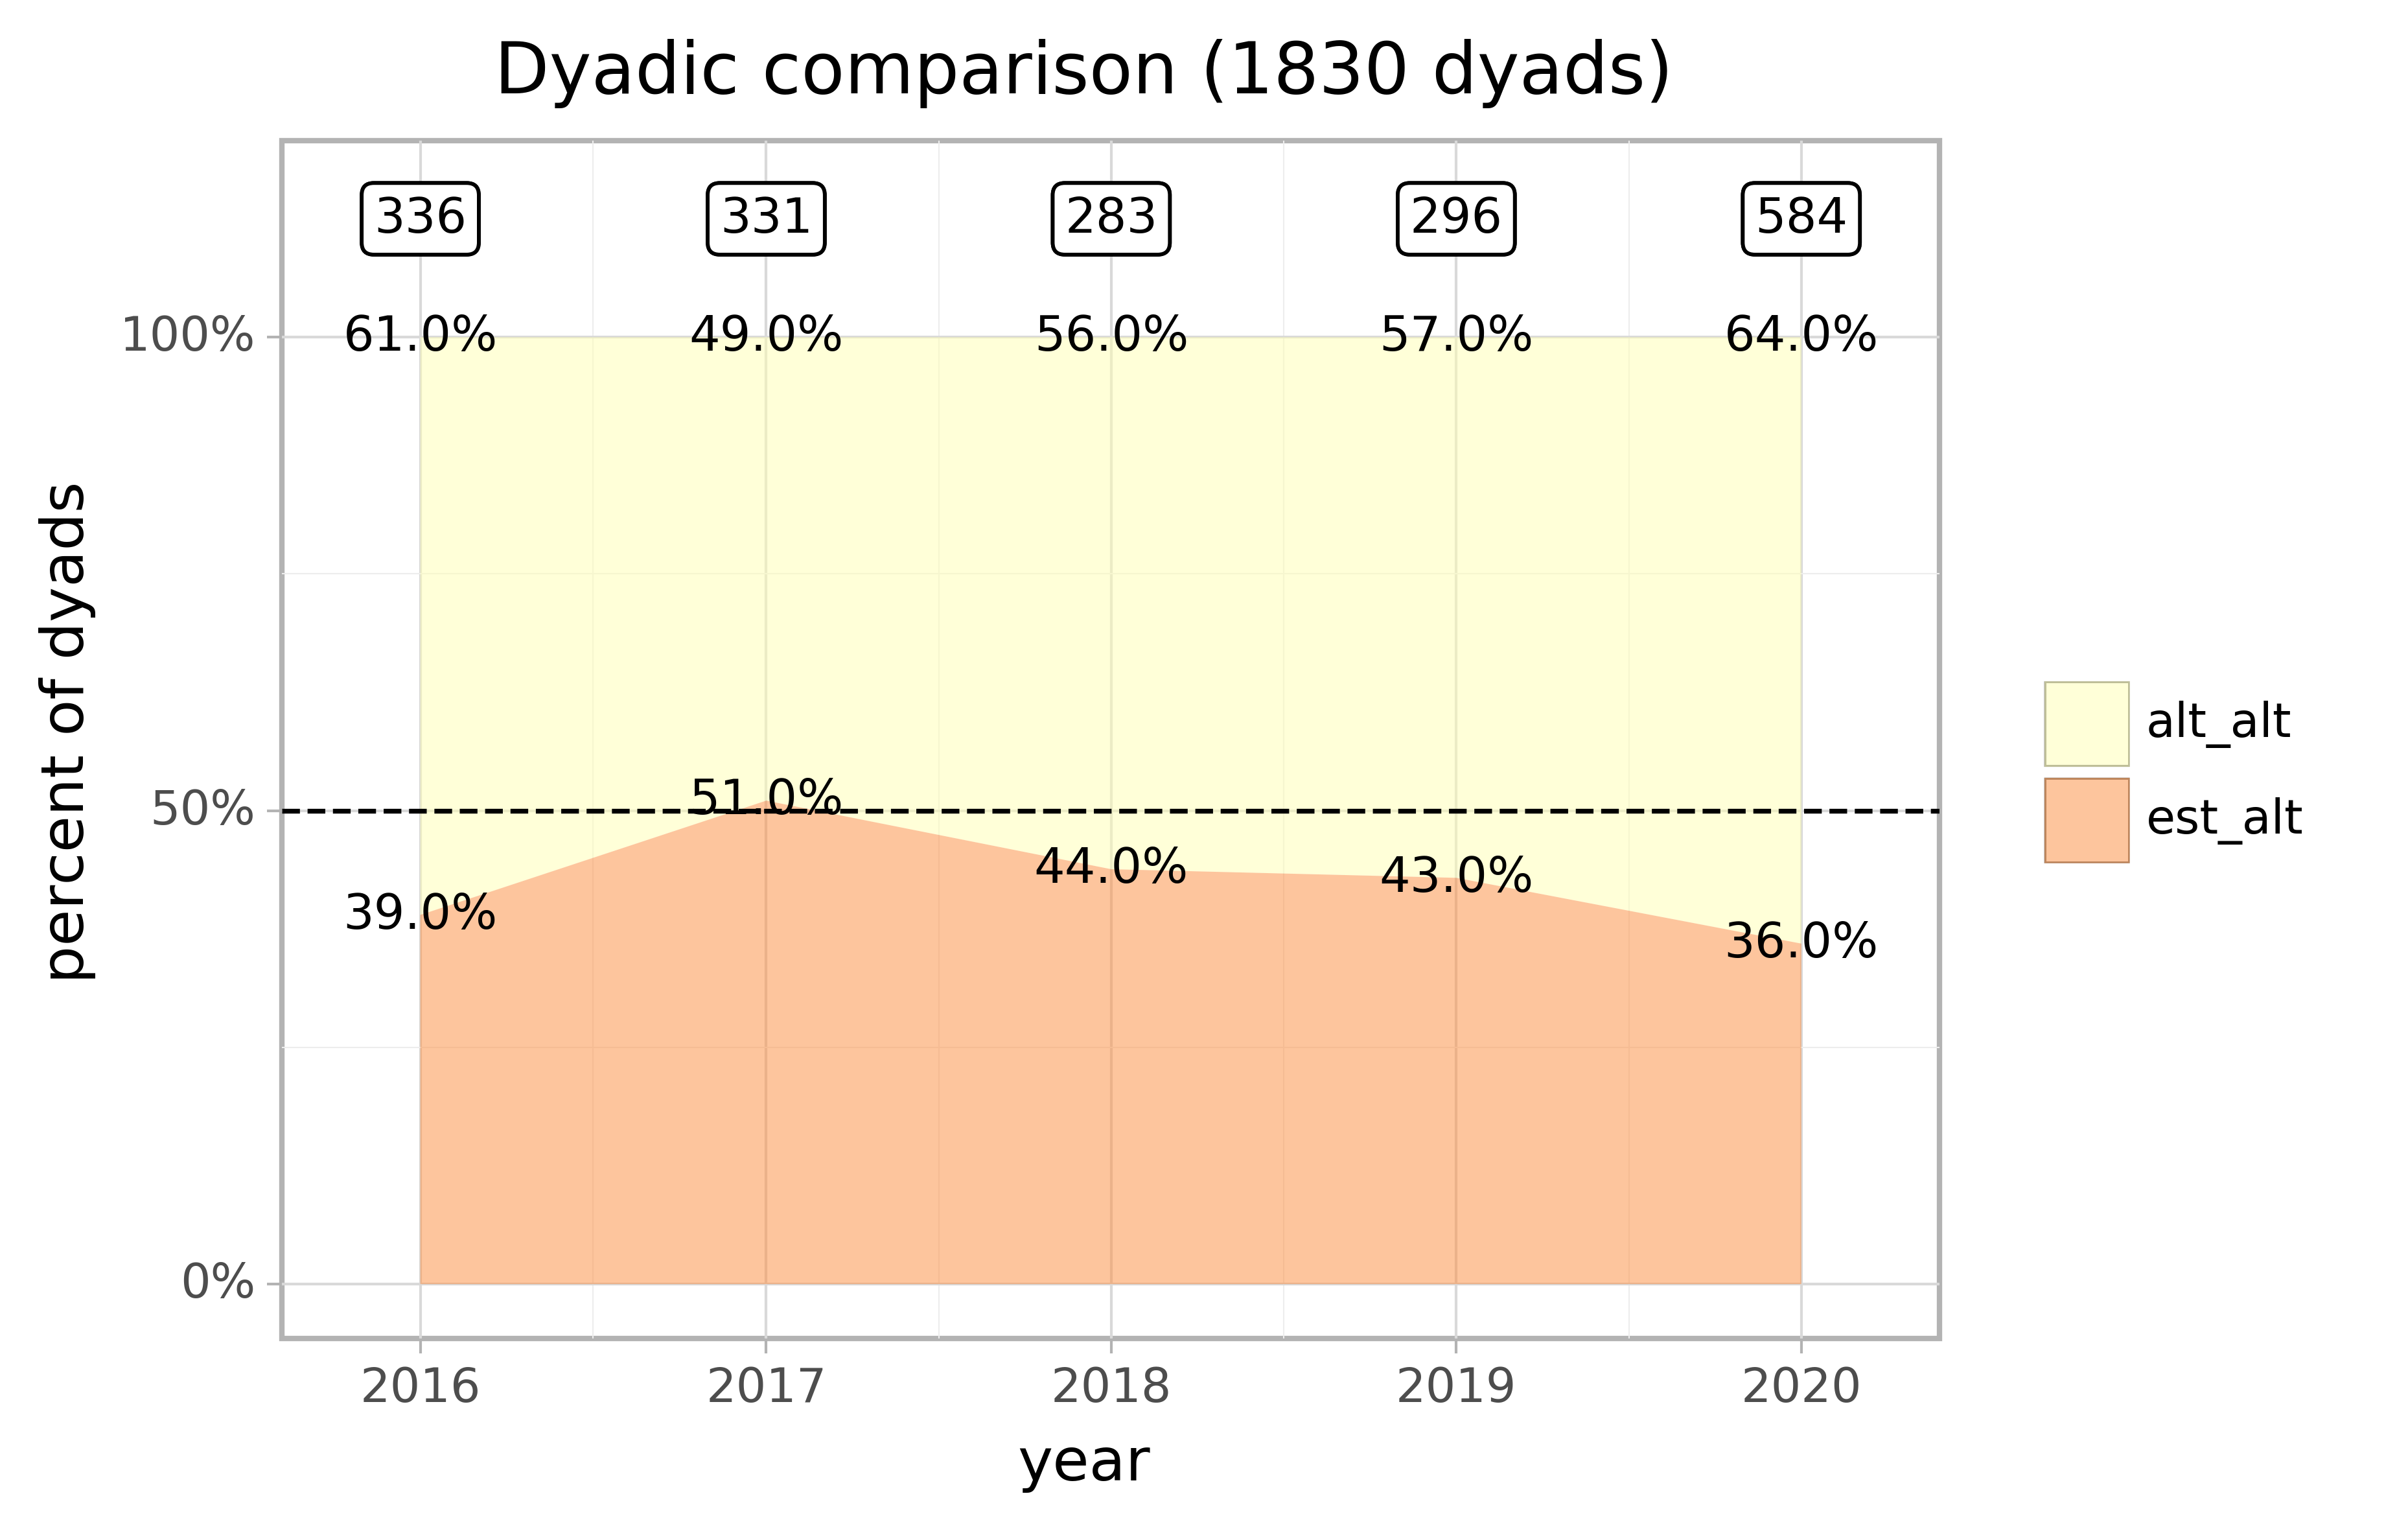 Dyadic comparison (1830 dyads)
336 331 283 296 584
100% 61.0% 49.0% 56.0% 57.0% 64.0%
percent of dyads
alt_alt
50% 51.0%
est_alt
44.0% 43.0%
39.0% 36.0%
0%
2016 2017 2018 2019 2020
year